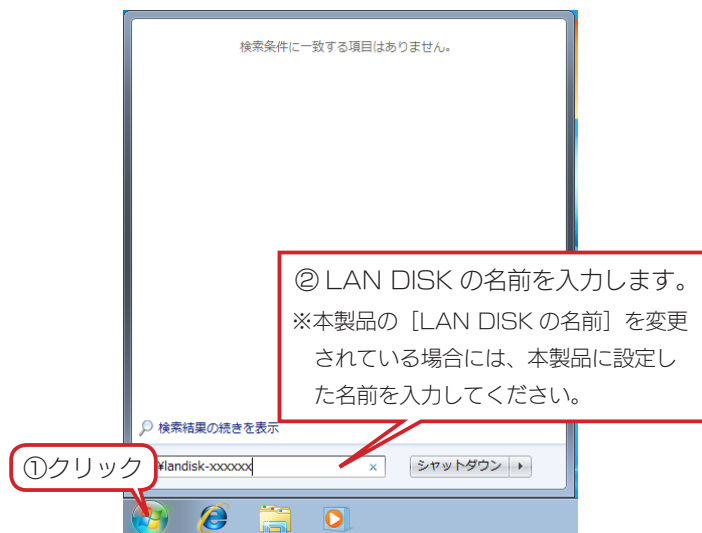 検索条件に一致する項目はありません。
② LAN DISK の名前を入力します。
※本製品の［LAN DISK の名前］を変更
されている場合には、本製品に設定し
た名前を入力してください。
検索結果の続きを表示
①クリック
¥landisk-xxxxxx
シャットダウン